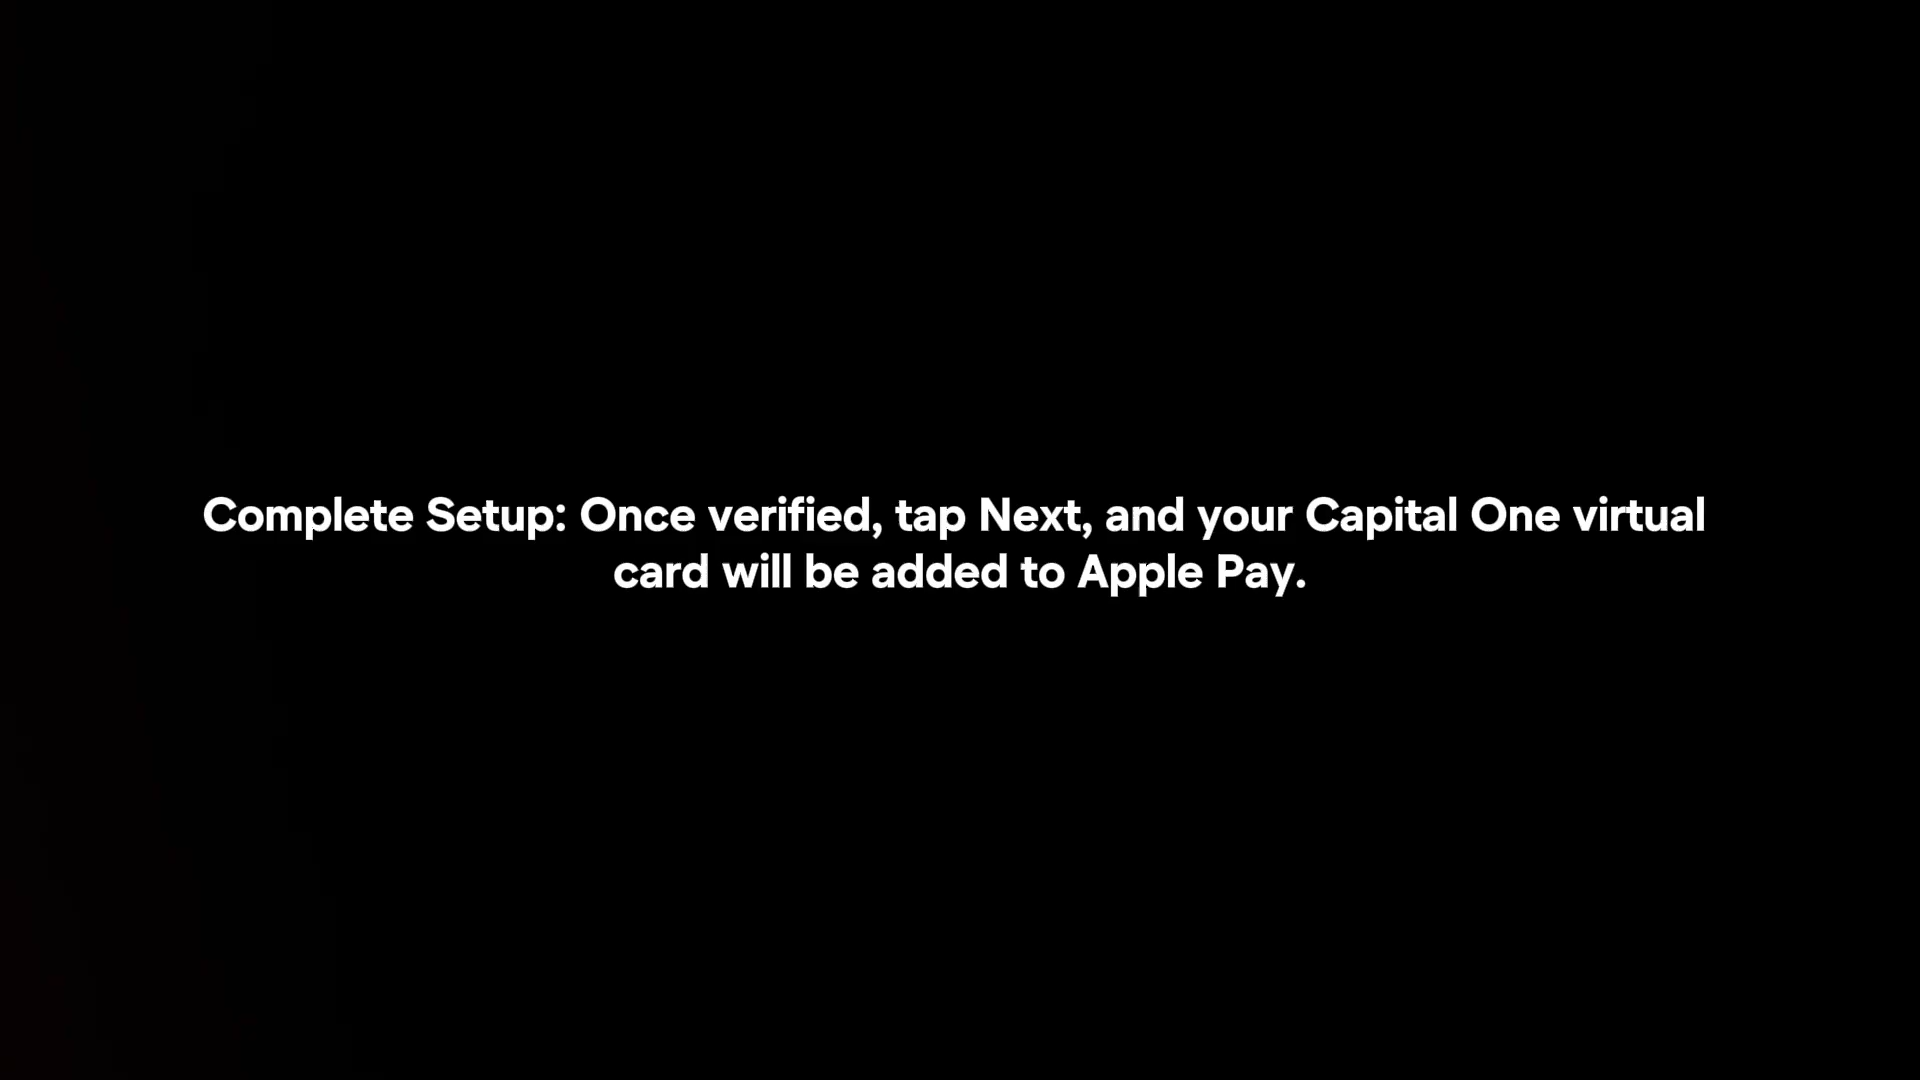 Complete Setup: Once verified, tap Next, and your Capital One virtual
card will be added to Apple Pay.